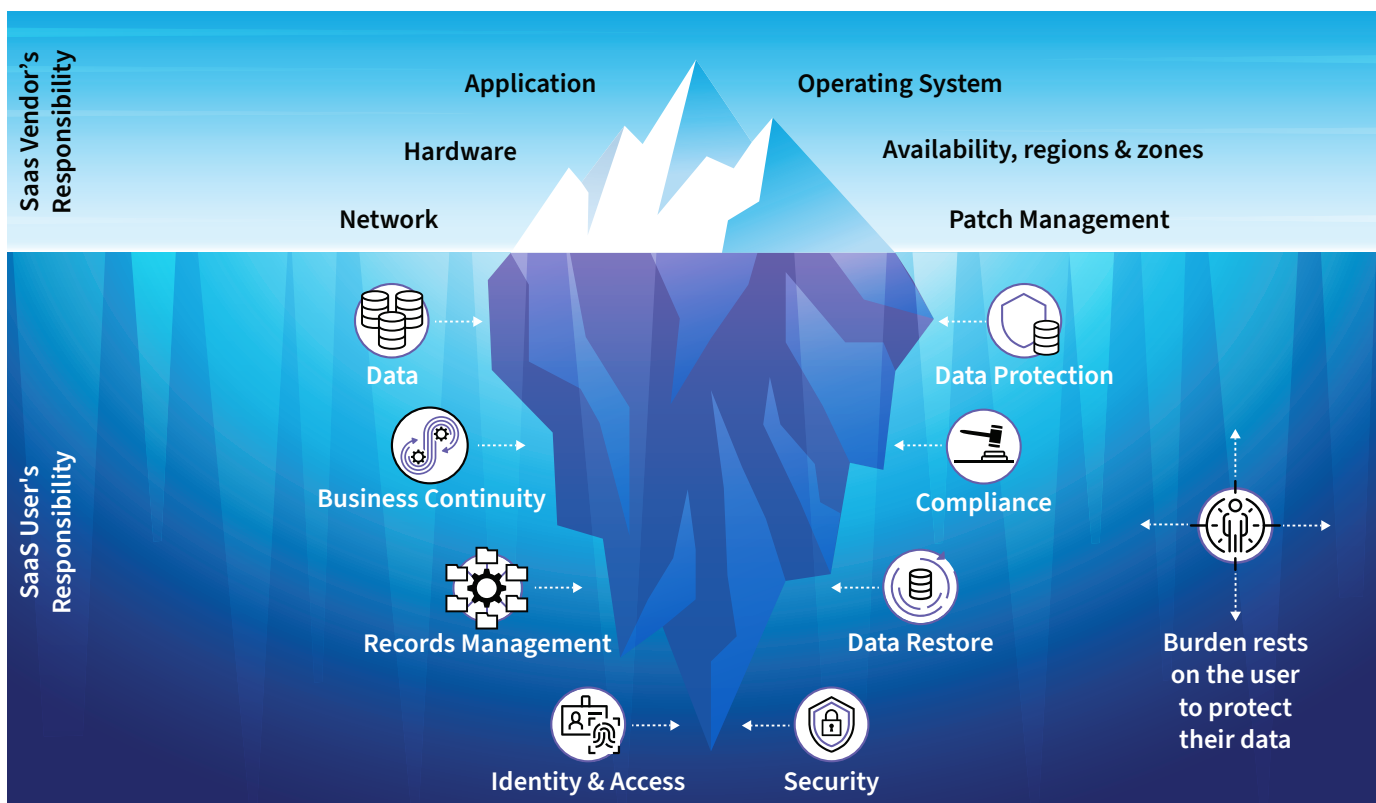 Saas Vendor's
Responsibility
Application
Operating System
Hardware
Availability, regions & zones
Network
Patch Management
SaaS User's
Responsibility
Data
Data Protection
Business Continuity
Compliance
Records Management
Data Restore
Identity & Access
Security
Burden rests
on the user
to protect
their data